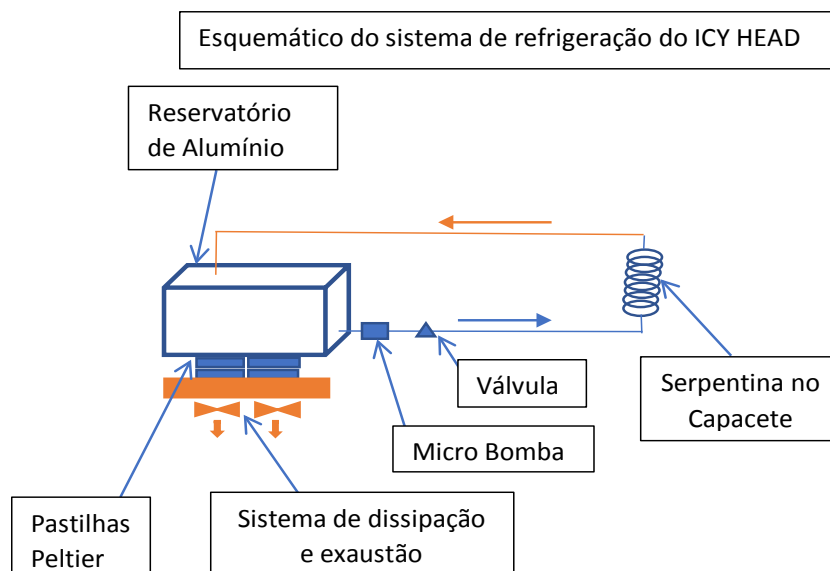 Esquemático do sistema de refrigeração do ICY HEAD
Reservatório
de Alumínio
Válvula
Serpentina no
Capacete
Micro Bomba
Pastilhas
Peltier
Sistema de dissipação
e exaustão